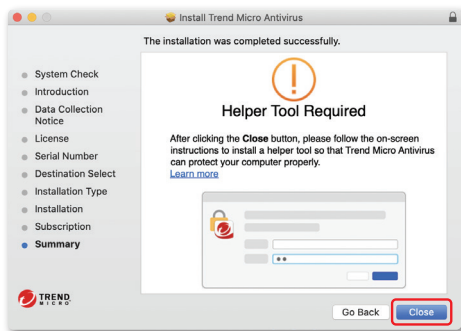 Install Trend Micro Antivirus
The installation was completed successfully.
System Check
Introduction
Data Collection
Notice
License
Serial Number
Destination Select
Installation Type
Installation
Subscription
Summary
Helper Tool Required
After clicking the Close button, please follow the on-screen
instructions to install a helper tool so that Trend Micro Antivirus
can protect your computer properly.
Learn more
TREND
MICRO
Go Back
Close